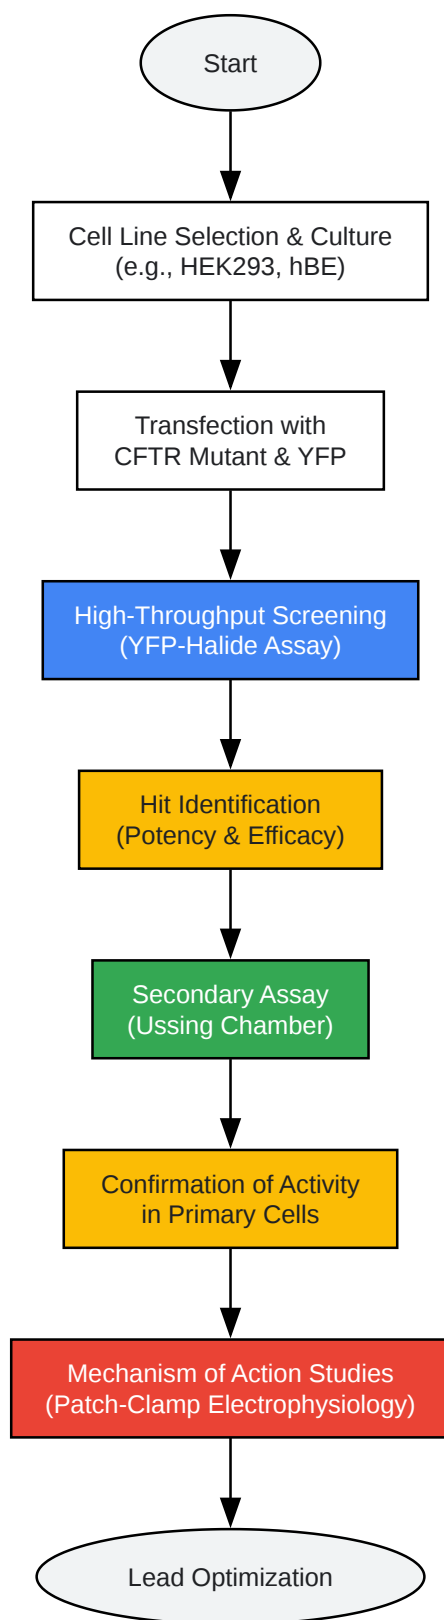 Start
Cell Line Selection & Culture
(e.g., HEK293, hBE)
Transfection with
CFTR Mutant & YFP
High-Throughput Screening
(YFP-Halide Assay)
Hit Identification
(Potency & Efficacy)
Secondary Assay
(Ussing Chamber)
Confirmation of Activity
in Primary Cells
Mechanism of Action Studies
(Patch-Clamp Electrophysiology)
Lead Optimization